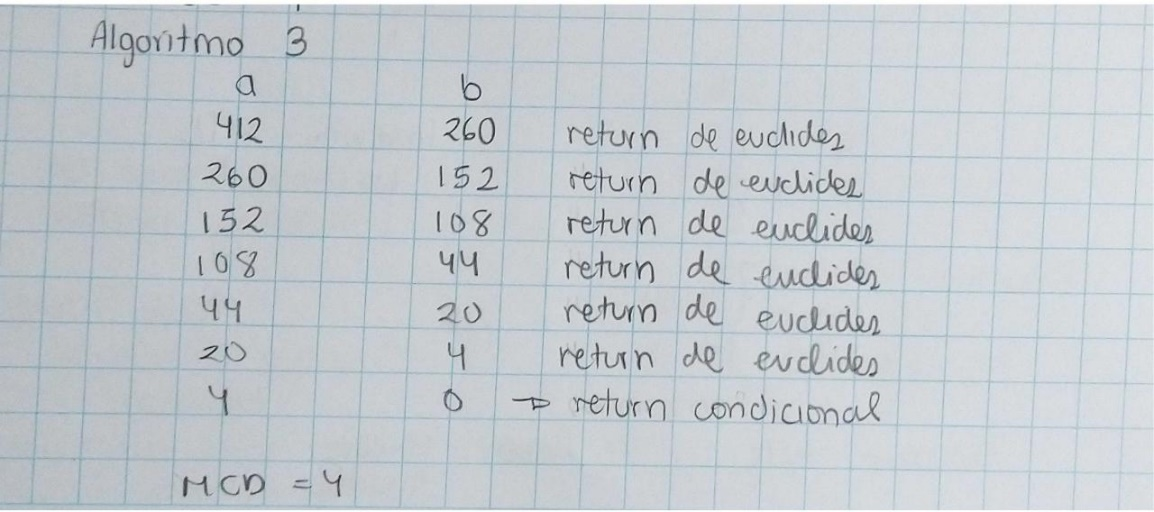 Algoritmo 3
a b
412 260 return de euclides
260 152 return de euclides
152 108 return de euclides
108 44 return de euclides
44 20 return de euclides
20 4 return de euclides
4 0 → return condicional
MCD = 4